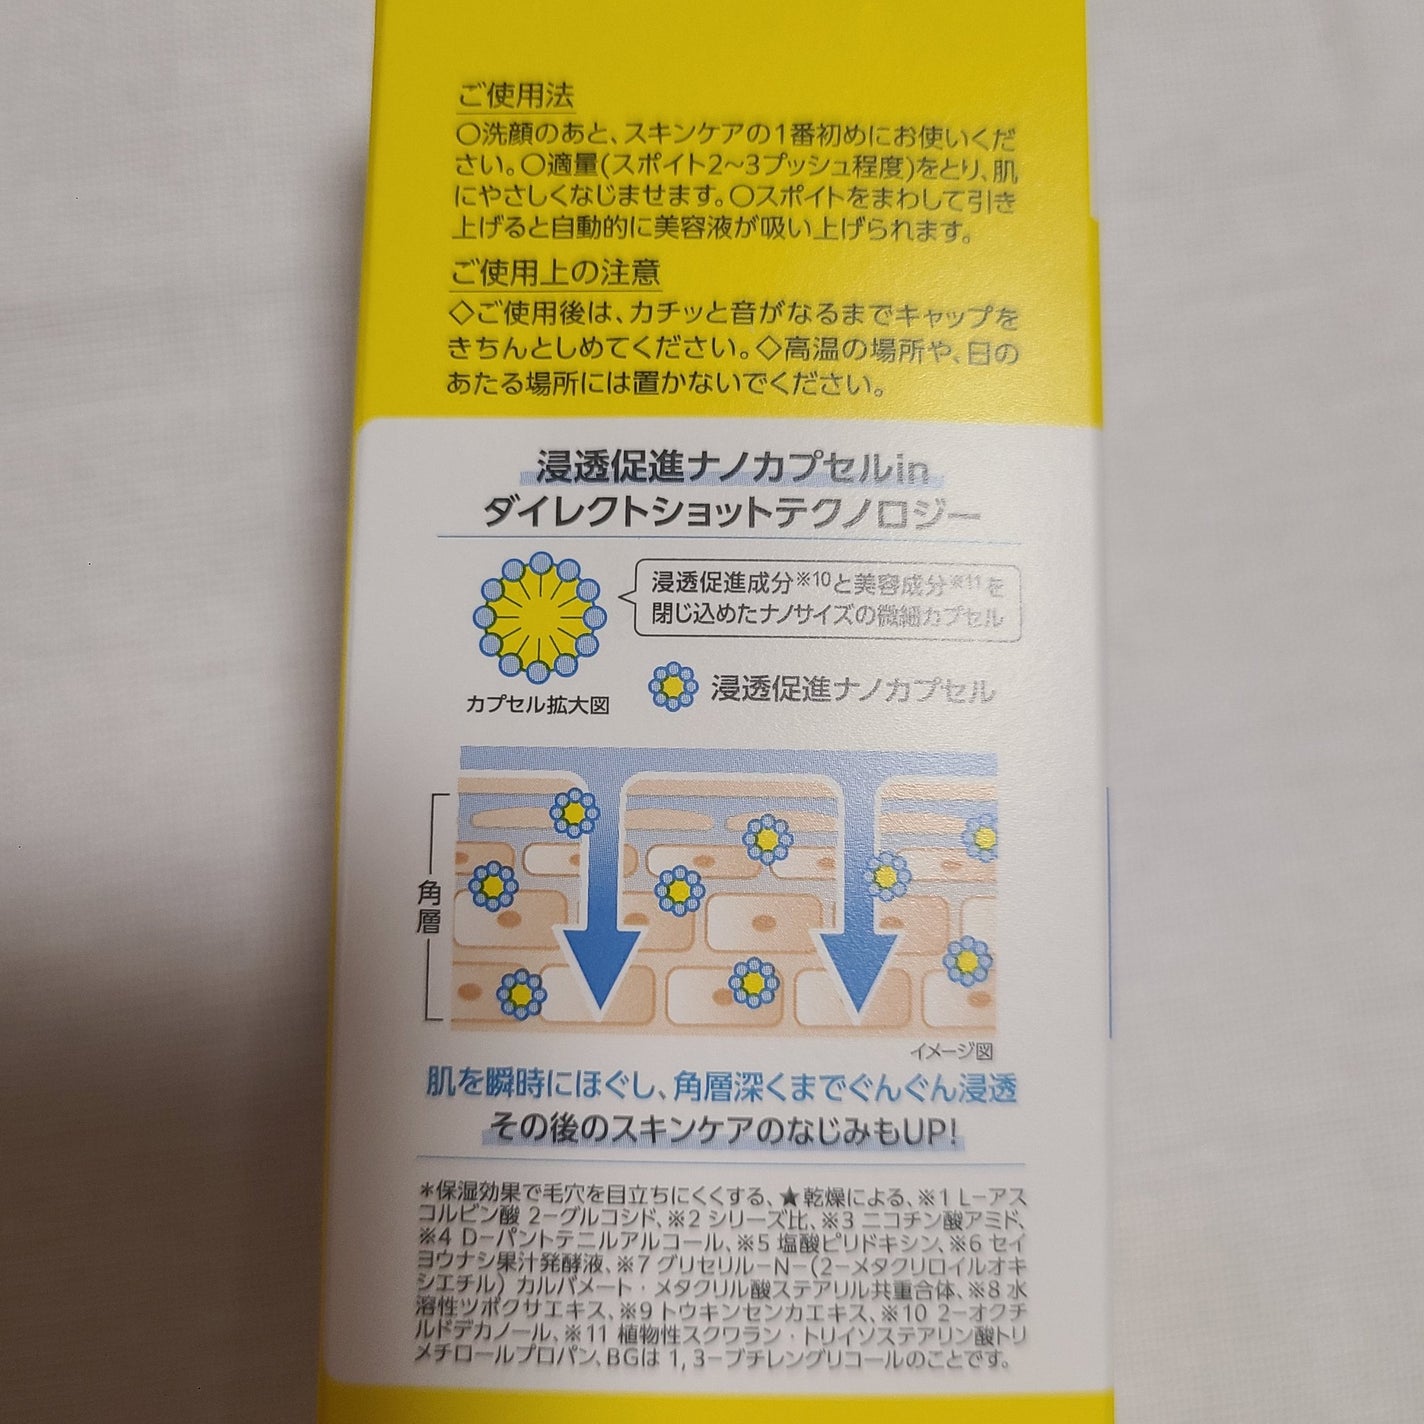 ご使用法
〇洗顔のあと、スキンケアの1番初めにお使いくだ
さい。〇適量(スポイト2〜3プッシュ程度)をとり、肌
にやさしくなじませます。〇スポイトをまわして引き
上げると自動的に美容液が吸い上げられます。
ご使用上の注意
◇ご使用後は、カチッと音がなるまでキャップを
きちんとしめてください。◇高温の場所や、日の
あたる場所には置かないでください。
浸透促進ナノカプセルin
ダイレクトショットテクノロジー
浸透促進成分※10と美容成分※11を
閉じ込めたナノサイズの微細カプセル
カプセル拡大図
浸透促進ナノカプセル
角層
イメージ図
肌を瞬時にほぐし、角層深くまでぐんぐん浸透
その後のスキンケアのなじみもUP!
*保湿効果で毛穴を目立ちにくくする、★乾燥による、※1 L-アス
コルビン酸 2-グルコシド、※2 シリーズ比、※3 ニコチン酸アミド、
※4 D-パントテニルアルコール、※5 塩酸ピリドキシン、※6 セイ
ヨウナシ果汁発酵液、※7 グリセリル-N-(2-メタクリロイルオキ
シエチル) カルバメート・メタクリル酸ステアリル共重合体、※8 水
溶性ツボクサエキス、※9 トウキンセンカエキス、※10 2-オクチ
ルドデカノール、※11 植物性スクワラン・トリイソステアリン酸トリ
メチロールプロパン、BGは 1,3-ブチレングリコールのことです。